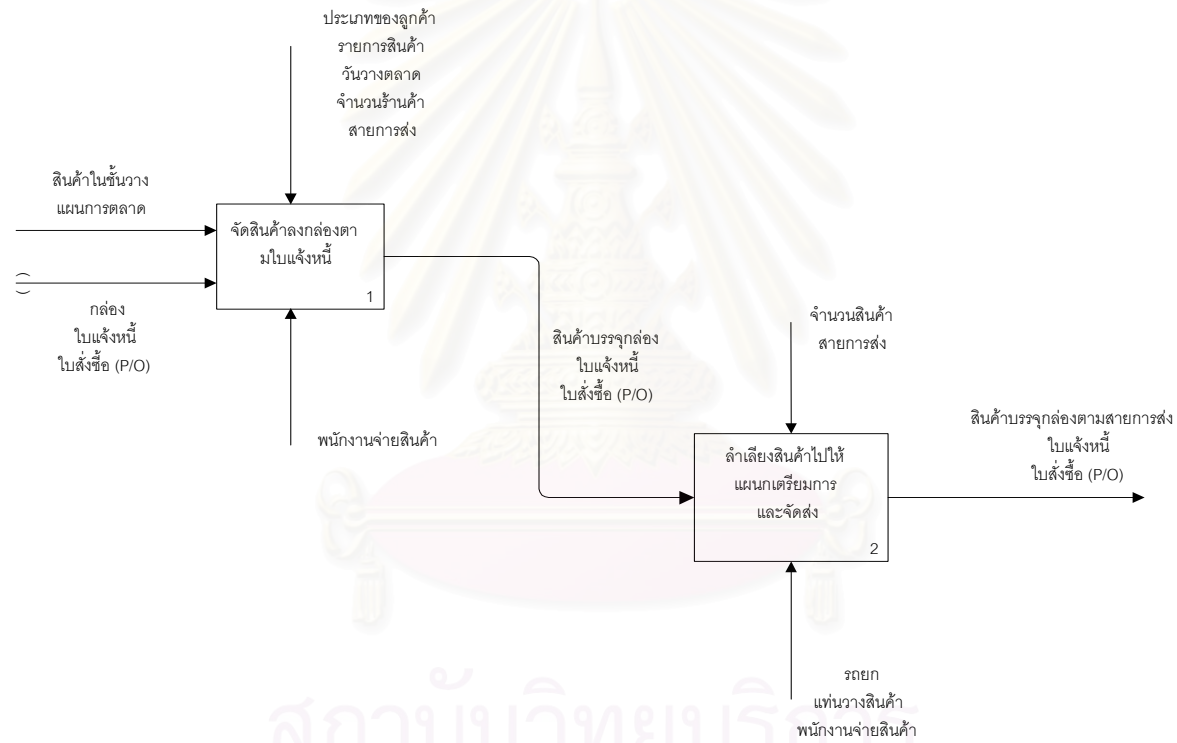 ประเภทของลูกค้า
รายการสินค้า
วันวางตลาด
จำนวนร้านค้า
สายการส่ง
สินค้าในชั้นวาง
แผนการตลาด
จัดสินค้าลงกล่องตา
มใบแจ้งหนี้
1
กล่อง
ใบแจ้งหนี้
ใบสั่งซื้อ (P/O)
พนักงานจ่ายสินค้า
สินค้าบรรจุกล่อง
ใบแจ้งหนี้
ใบสั่งซื้อ (P/O)
จำนวนสินค้า
สายการส่ง
ลำเลียงสินค้าไปให้
แผนกเตรียมการ
และจัดส่ง
2
สินค้าบรรจุกล่องตามสายการส่ง
ใบแจ้งหนี้
ใบสั่งซื้อ (P/O)
รถยก
แท่นวางสินค้า
พนักงานจ่ายสินค้า
สถาบันวิทยบริการ